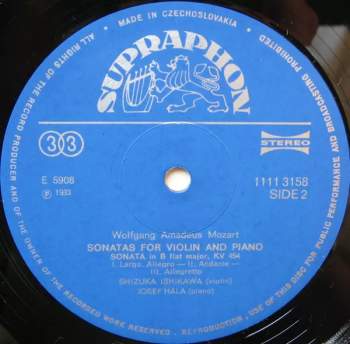 MADE IN CZECHOSLOVAKIA
ALL RIGHTS OF THE RECORD PRODUCER AND OF THE OWNER OF THE RECORDED WORK RESERVED. UNAUTHORIZED USE OF THIS DISC FOR PUBLIC PERFORMANCE AND BROADCASTING PROHIBITED
SUPRAPHON
33
STEREO
E 5908
1111 3158
℗ 1983
SIDE 2
Wolfgang Amadeus Mozart
SONATAS FOR VIOLIN AND PIANO
SONATA in B flat major, KV 454
I. Largo. Allegro — II. Andante —
III. Allegretto
SHIZUKA ISHIKAWA (violin)
JOSEF HÁLA (piano)